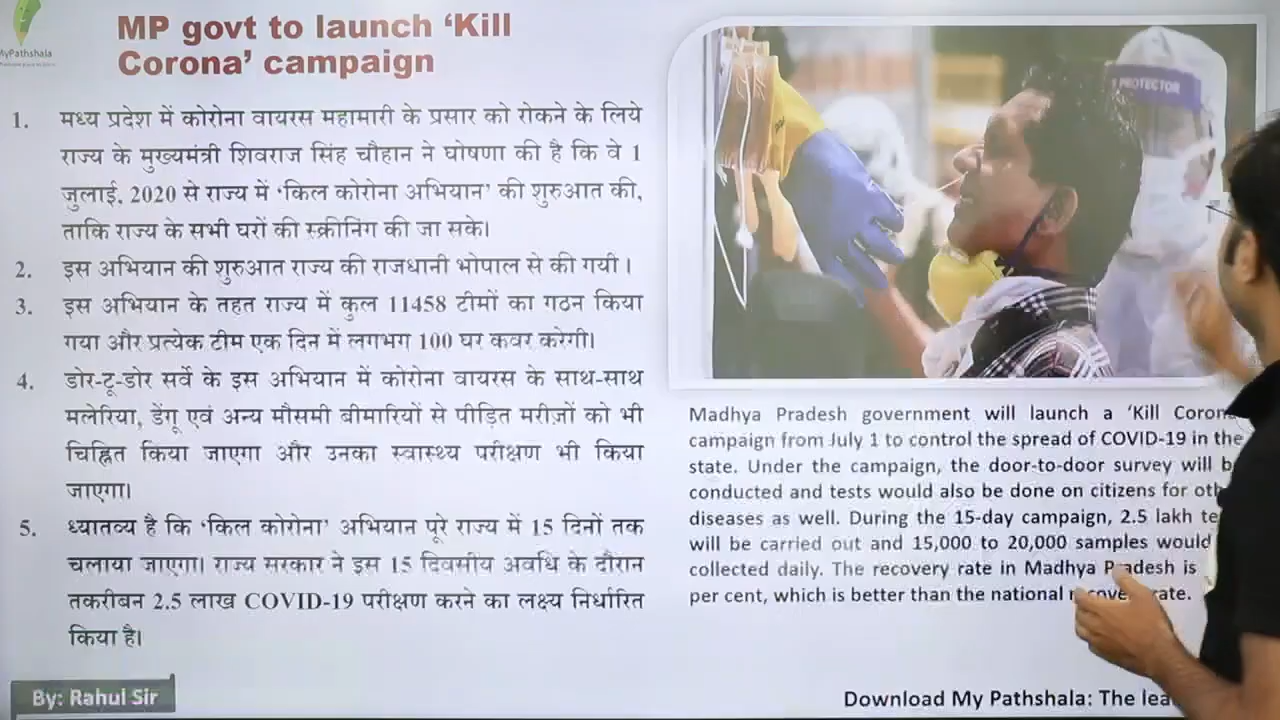 MyPathshala
MP govt to launch ‘Kill
Corona’ campaign
1. मध्य प्रदेश में कोरोना वायरस महामारी के प्रसार को रोकने के लिये
राज्य के मुख्यमंत्री शिवराज सिंह चौहान ने घोषणा की है कि वे 1
जुलाई, 2020 से राज्य में ‘किल कोरोना अभियान’ की शुरुआत की,
ताकि राज्य के सभी घरों की स्क्रीनिंग की जा सके।
2. इस अभियान की शुरुआत राज्य की राजधानी भोपाल से की गयी।
3. इस अभियान के तहत राज्य में कुल 11458 टीमों का गठन किया
गया और प्रत्येक टीम एक दिन में लगभग 100 घर कवर करेगी।
4. डोर-टू-डोर सर्वे के इस अभियान में कोरोना वायरस के साथ-साथ
मलेरिया, डेंगू एवं अन्य मौसमी बीमारियों से पीड़ित मरीज़ों को भी
चिह्नित किया जाएगा और उनका स्वास्थ्य परीक्षण भी किया
जाएगा।
5. ध्यातव्य है कि ‘किल कोरोना’ अभियान पूरे राज्य में 15 दिनों तक
चलाया जाएगा। राज्य सरकार ने इस 15 दिवसीय अवधि के दौरान
तकरीबन 2.5 लाख COVID-19 परीक्षण करने का लक्ष्य निर्धारित
किया है।
PROTECTOR
Madhya Pradesh government will launch a ‘Kill
campaign from July 1 to control the spread of COVID-19 in the
state. Under the campaign, the door-to-door survey will
conducted and tests would also be done on citizens for
diseases as well. During the 15-day campaign, 2.5 lakh
will be carried out and 15,000 to 20,000 samples would
collected daily. The recovery rate in Madhya Pradesh is
per cent, which is better than the national rate.
By: Rahul Sir
Download My Pathshala: The